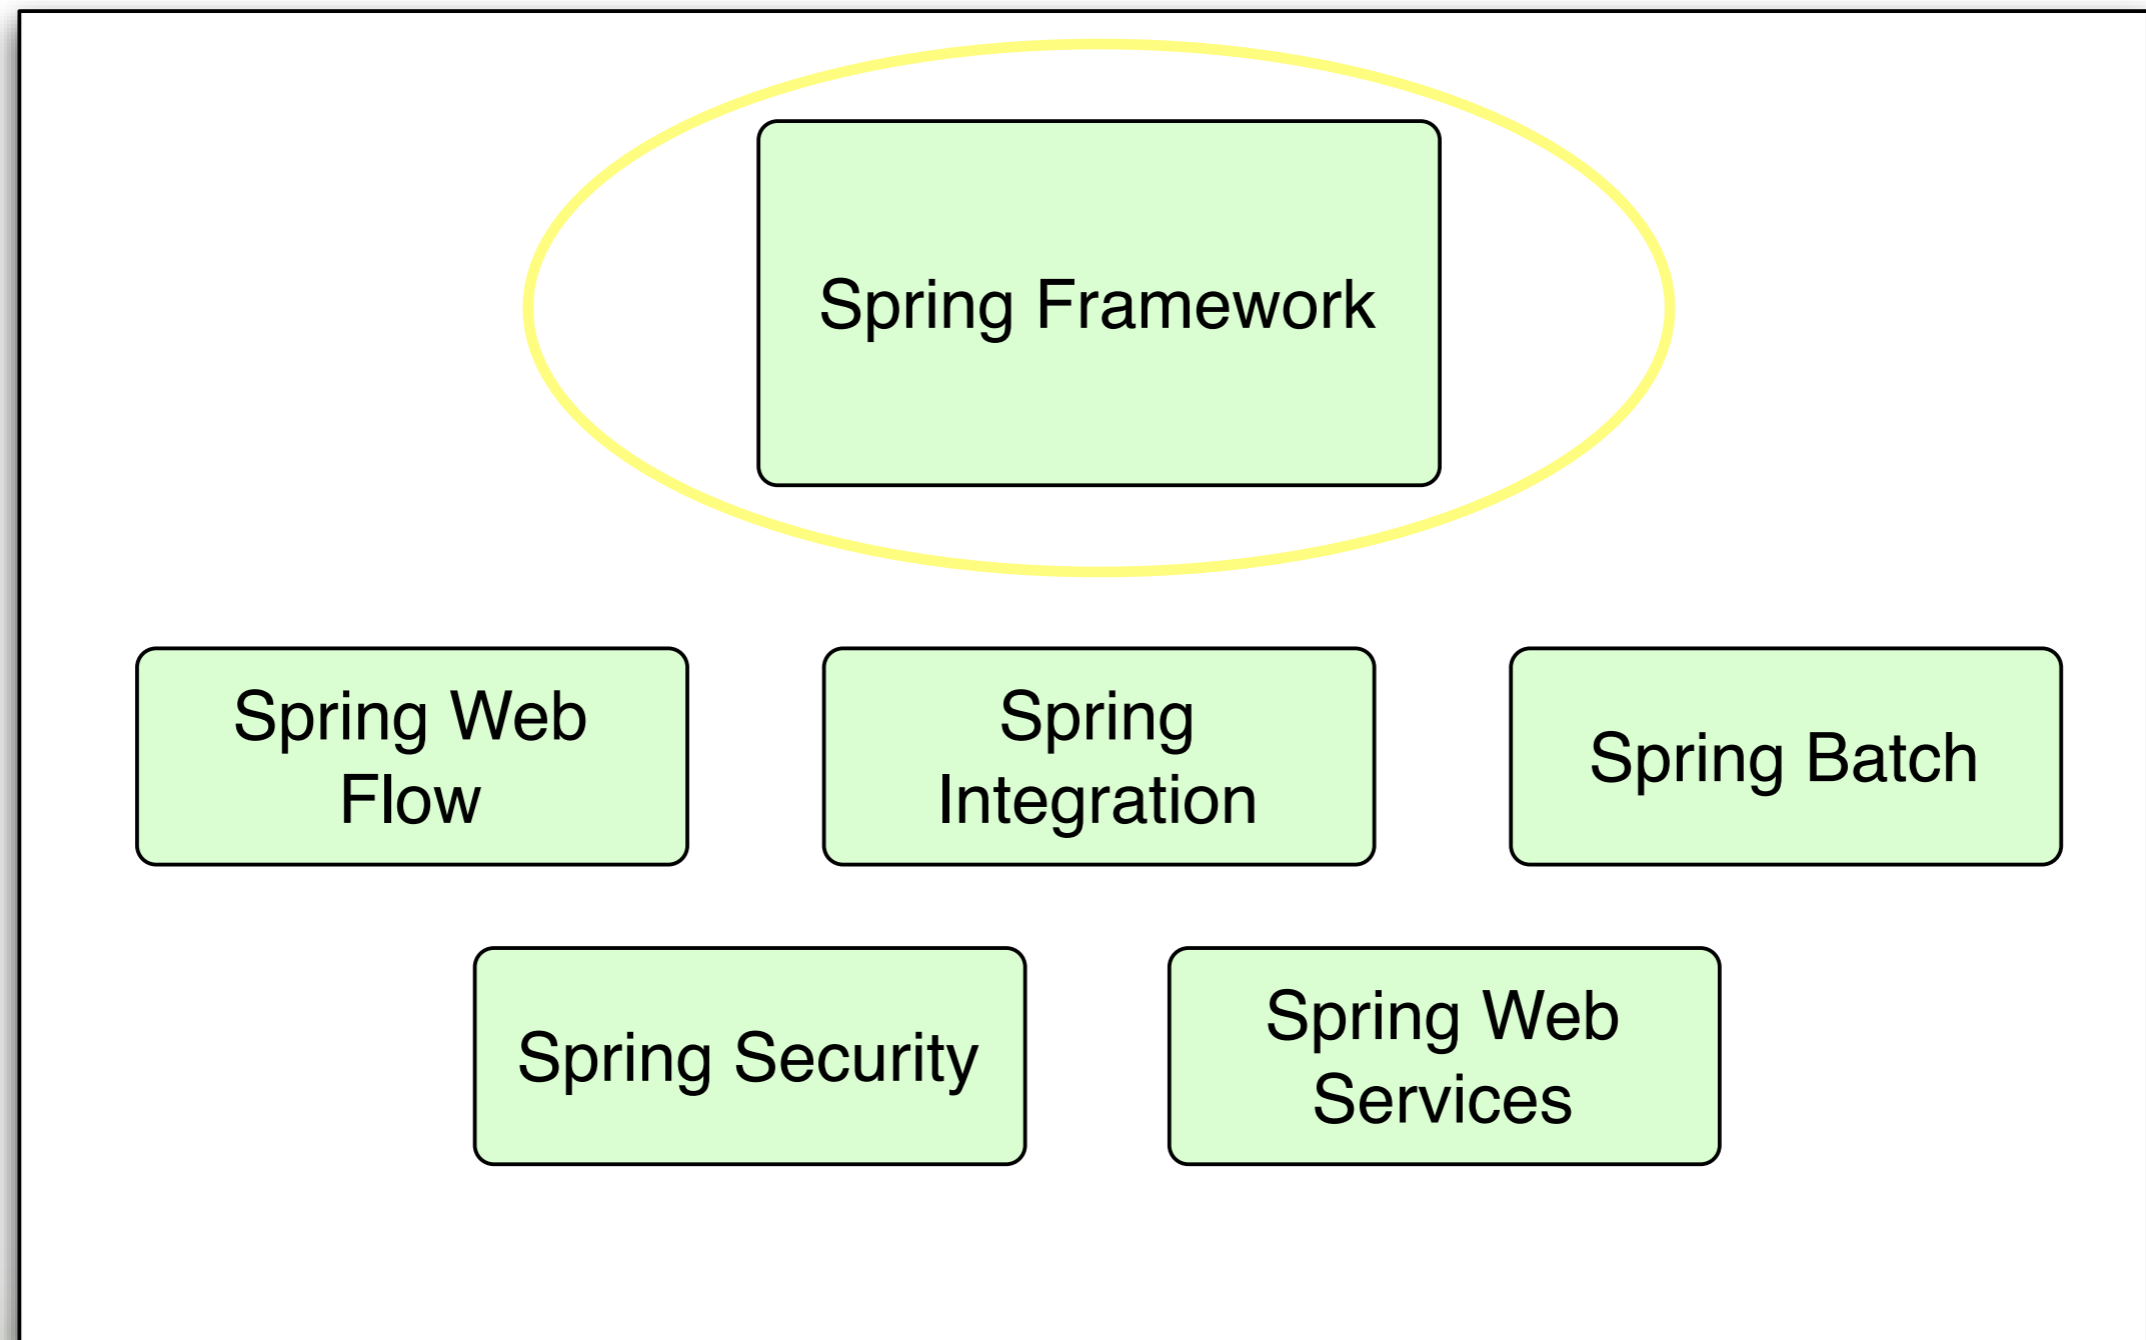 Spring Framework
Spring Web
Flow
Spring
Integration
Spring Batch
Spring Security
Spring Web
Services